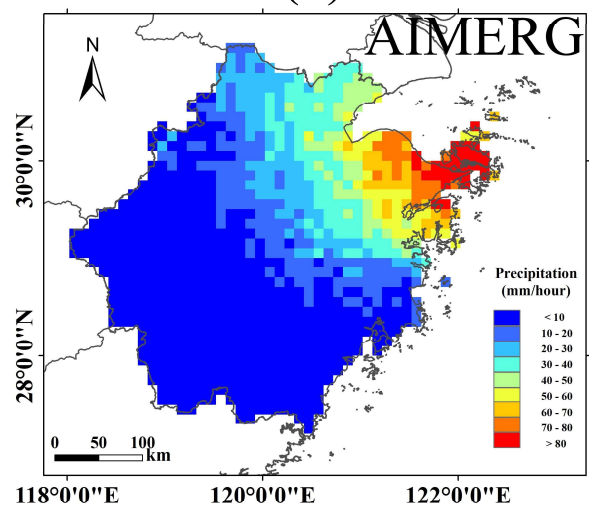 AIMERG
N
30°0'0"N
28°0'0"N
Precipitation
(mm/hour)
< 10
10 - 20
20 - 30
30 - 40
40 - 50
50 - 60
60 - 70
70 - 80
> 80
0 50 100
km
118°0'0"E 120°0'0"E 122°0'0"E